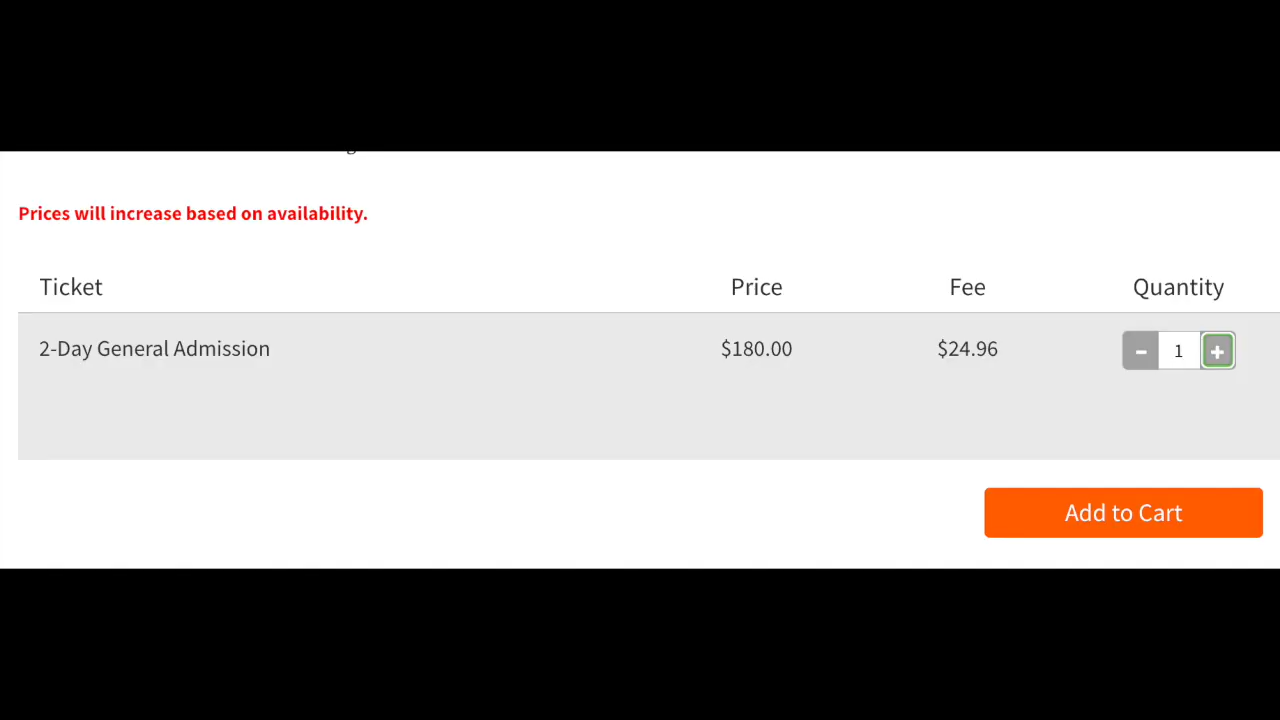 Prices will increase based on availability.
Ticket Price Fee Quantity
2-Day General Admission $180.00 $24.96 - 1 +
Add to Cart